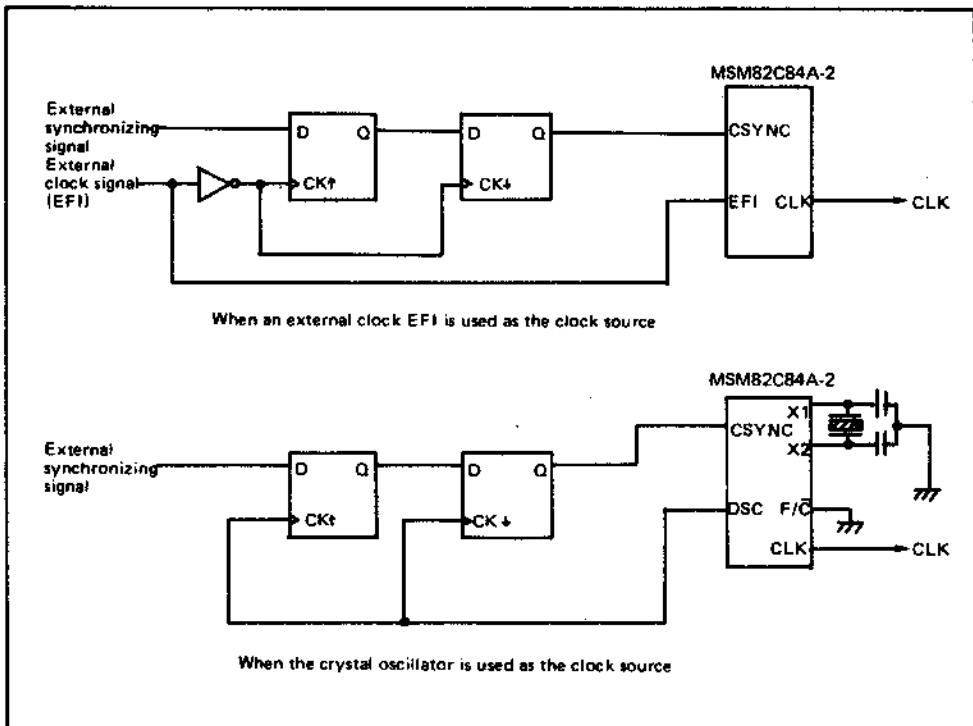 MSM82C84A-2
External
synchronizing
signal
D Q D Q CSYNC
External
clock signal
(EFI)
CK↑ CK↓ EFI CLK CLK
When an external clock EFI is used as the clock source
MSM82C84A-2
X1
CSYNC
X2
External
synchronizing
signal
D Q D Q
CK↑ CK↓ DSC F/C̅
CLK CLK
When the crystal oscillator is used as the clock source